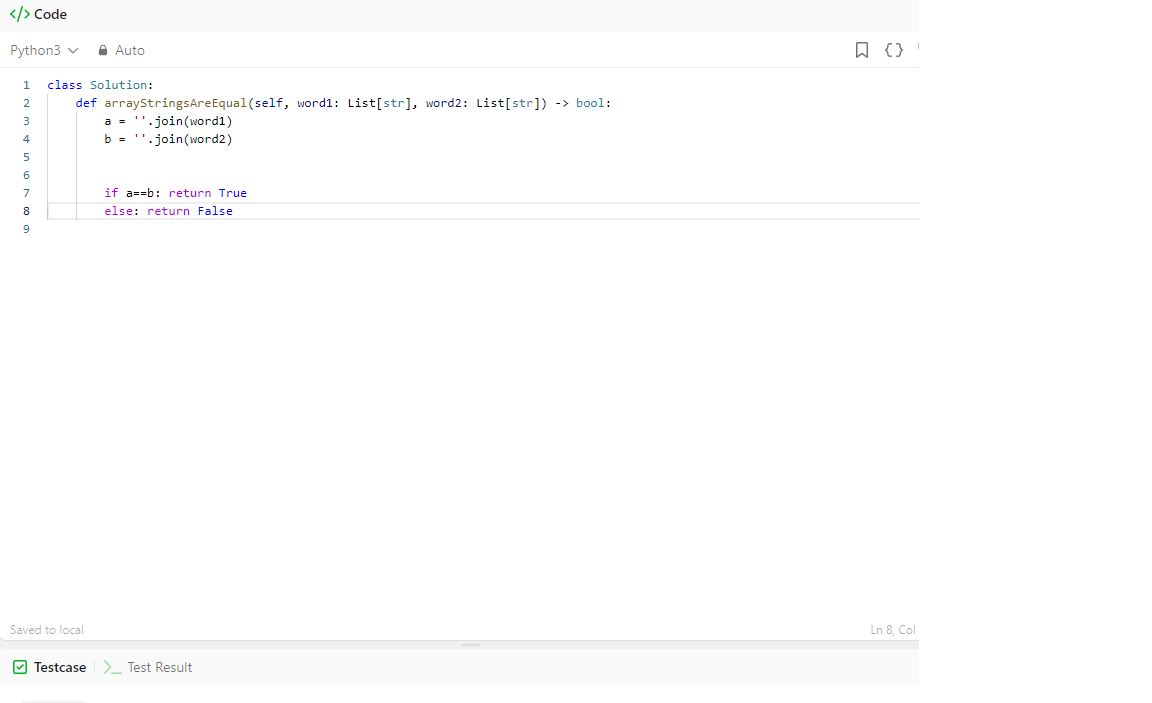 </> Code
Python3 Auto {}
1 class Solution:
2     def arrayStringsAreEqual(self, word1: List[str], word2: List[str]) -> bool:
3         a = ''.join(word1)
4         b = ''.join(word2)
5
6
7         if a==b: return True
8         else: return False
9
Saved to local Ln 8, Col
Testcase >_ Test Result